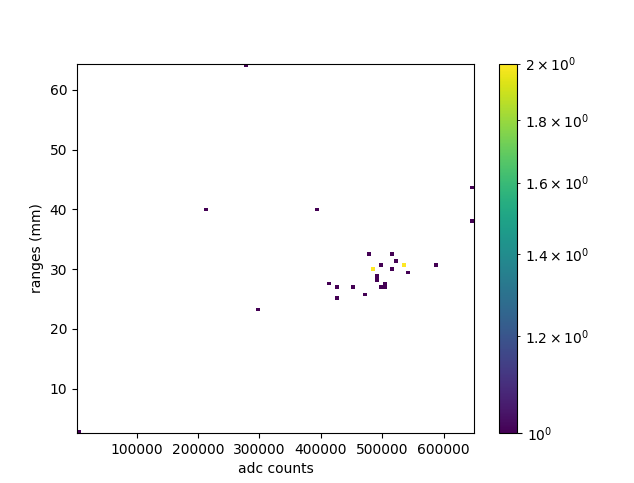 60
50
40
30
20
10
ranges (mm)
100000 200000 300000 400000 500000 600000
adc counts
2 × 10⁰
1.8 × 10⁰
1.6 × 10⁰
1.4 × 10⁰
1.2 × 10⁰
10⁰